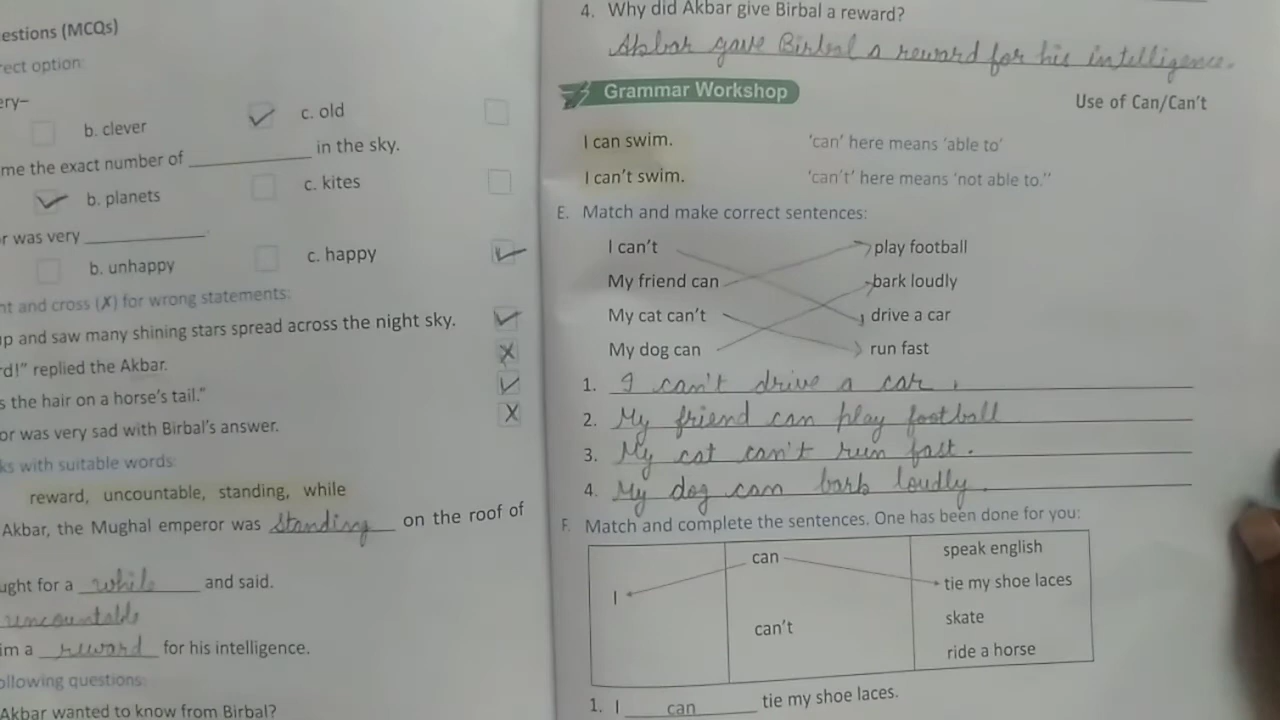 estions (MCQs)
rect option:
ery–
b. clever
c. old
me the exact number of ____________ in the sky.
b. planets
c. kites
r was very ____________.
b. unhappy
c. happy
nt and cross (✗) for wrong statements:
up and saw many shining stars spread across the night sky.
rd!” replied the Akbar.
s the hair on a horse's tail.”
or was very sad with Birbal's answer.
ks with suitable words:
reward, uncountable, standing, while
Akbar, the Mughal emperor was standing on the roof of
ught for a while and said.
uncountable
im a reward for his intelligence.
ollowing questions:
Akbar wanted to know from Birbal?
4. Why did Akbar give Birbal a reward?
Akbar gave Birbal a reward for his intelligence.
Grammar Workshop
Use of Can/Can't
I can swim. 'can' here means 'able to'
I can't swim. 'can't' here means 'not able to.”
E. Match and make correct sentences:
I can't play football
My friend can bark loudly
My cat can't drive a car
My dog can run fast
1. I can't drive a car.
2. My friend can play football
3. My cat can't run fast.
4. My dog can bark loudly.
F. Match and complete the sentences. One has been done for you:
can speak english
I tie my shoe laces
can't skate
ride a horse
1. I can tie my shoe laces.